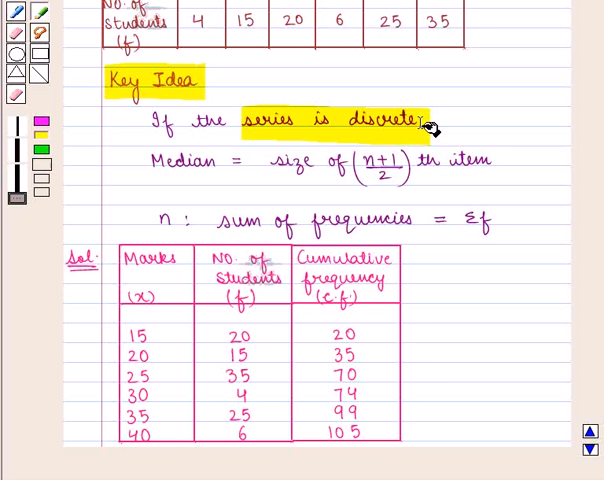 No. of
students
(f)
4 15 20 6 25 35
Key Idea
If the series is discrete,
Median = size of (n+1/2) th item
n : sum of frequencies = Σf
Sol.
Marks (x) | No. of students (f) | Cumulative frequency (c.f.)
15 20 20
20 15 35
25 35 70
30 4 74
35 25 99
40 6 105